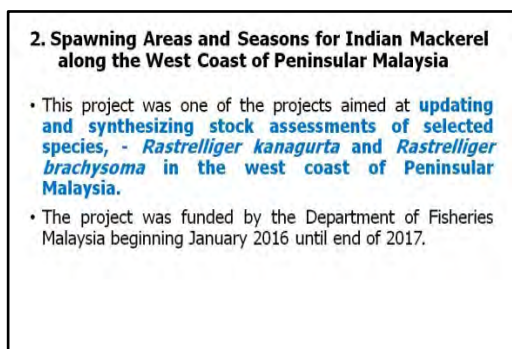 2. Spawning Areas and Seasons for Indian Mackerel
along the West Coast of Peninsular Malaysia
• This project was one of the projects aimed at updating
and synthesizing stock assessments of selected
species, - Rastrelliger kanagurta and Rastrelliger
brachysoma in the west coast of Peninsular
Malaysia.
• The project was funded by the Department of Fisheries
Malaysia beginning January 2016 until end of 2017.